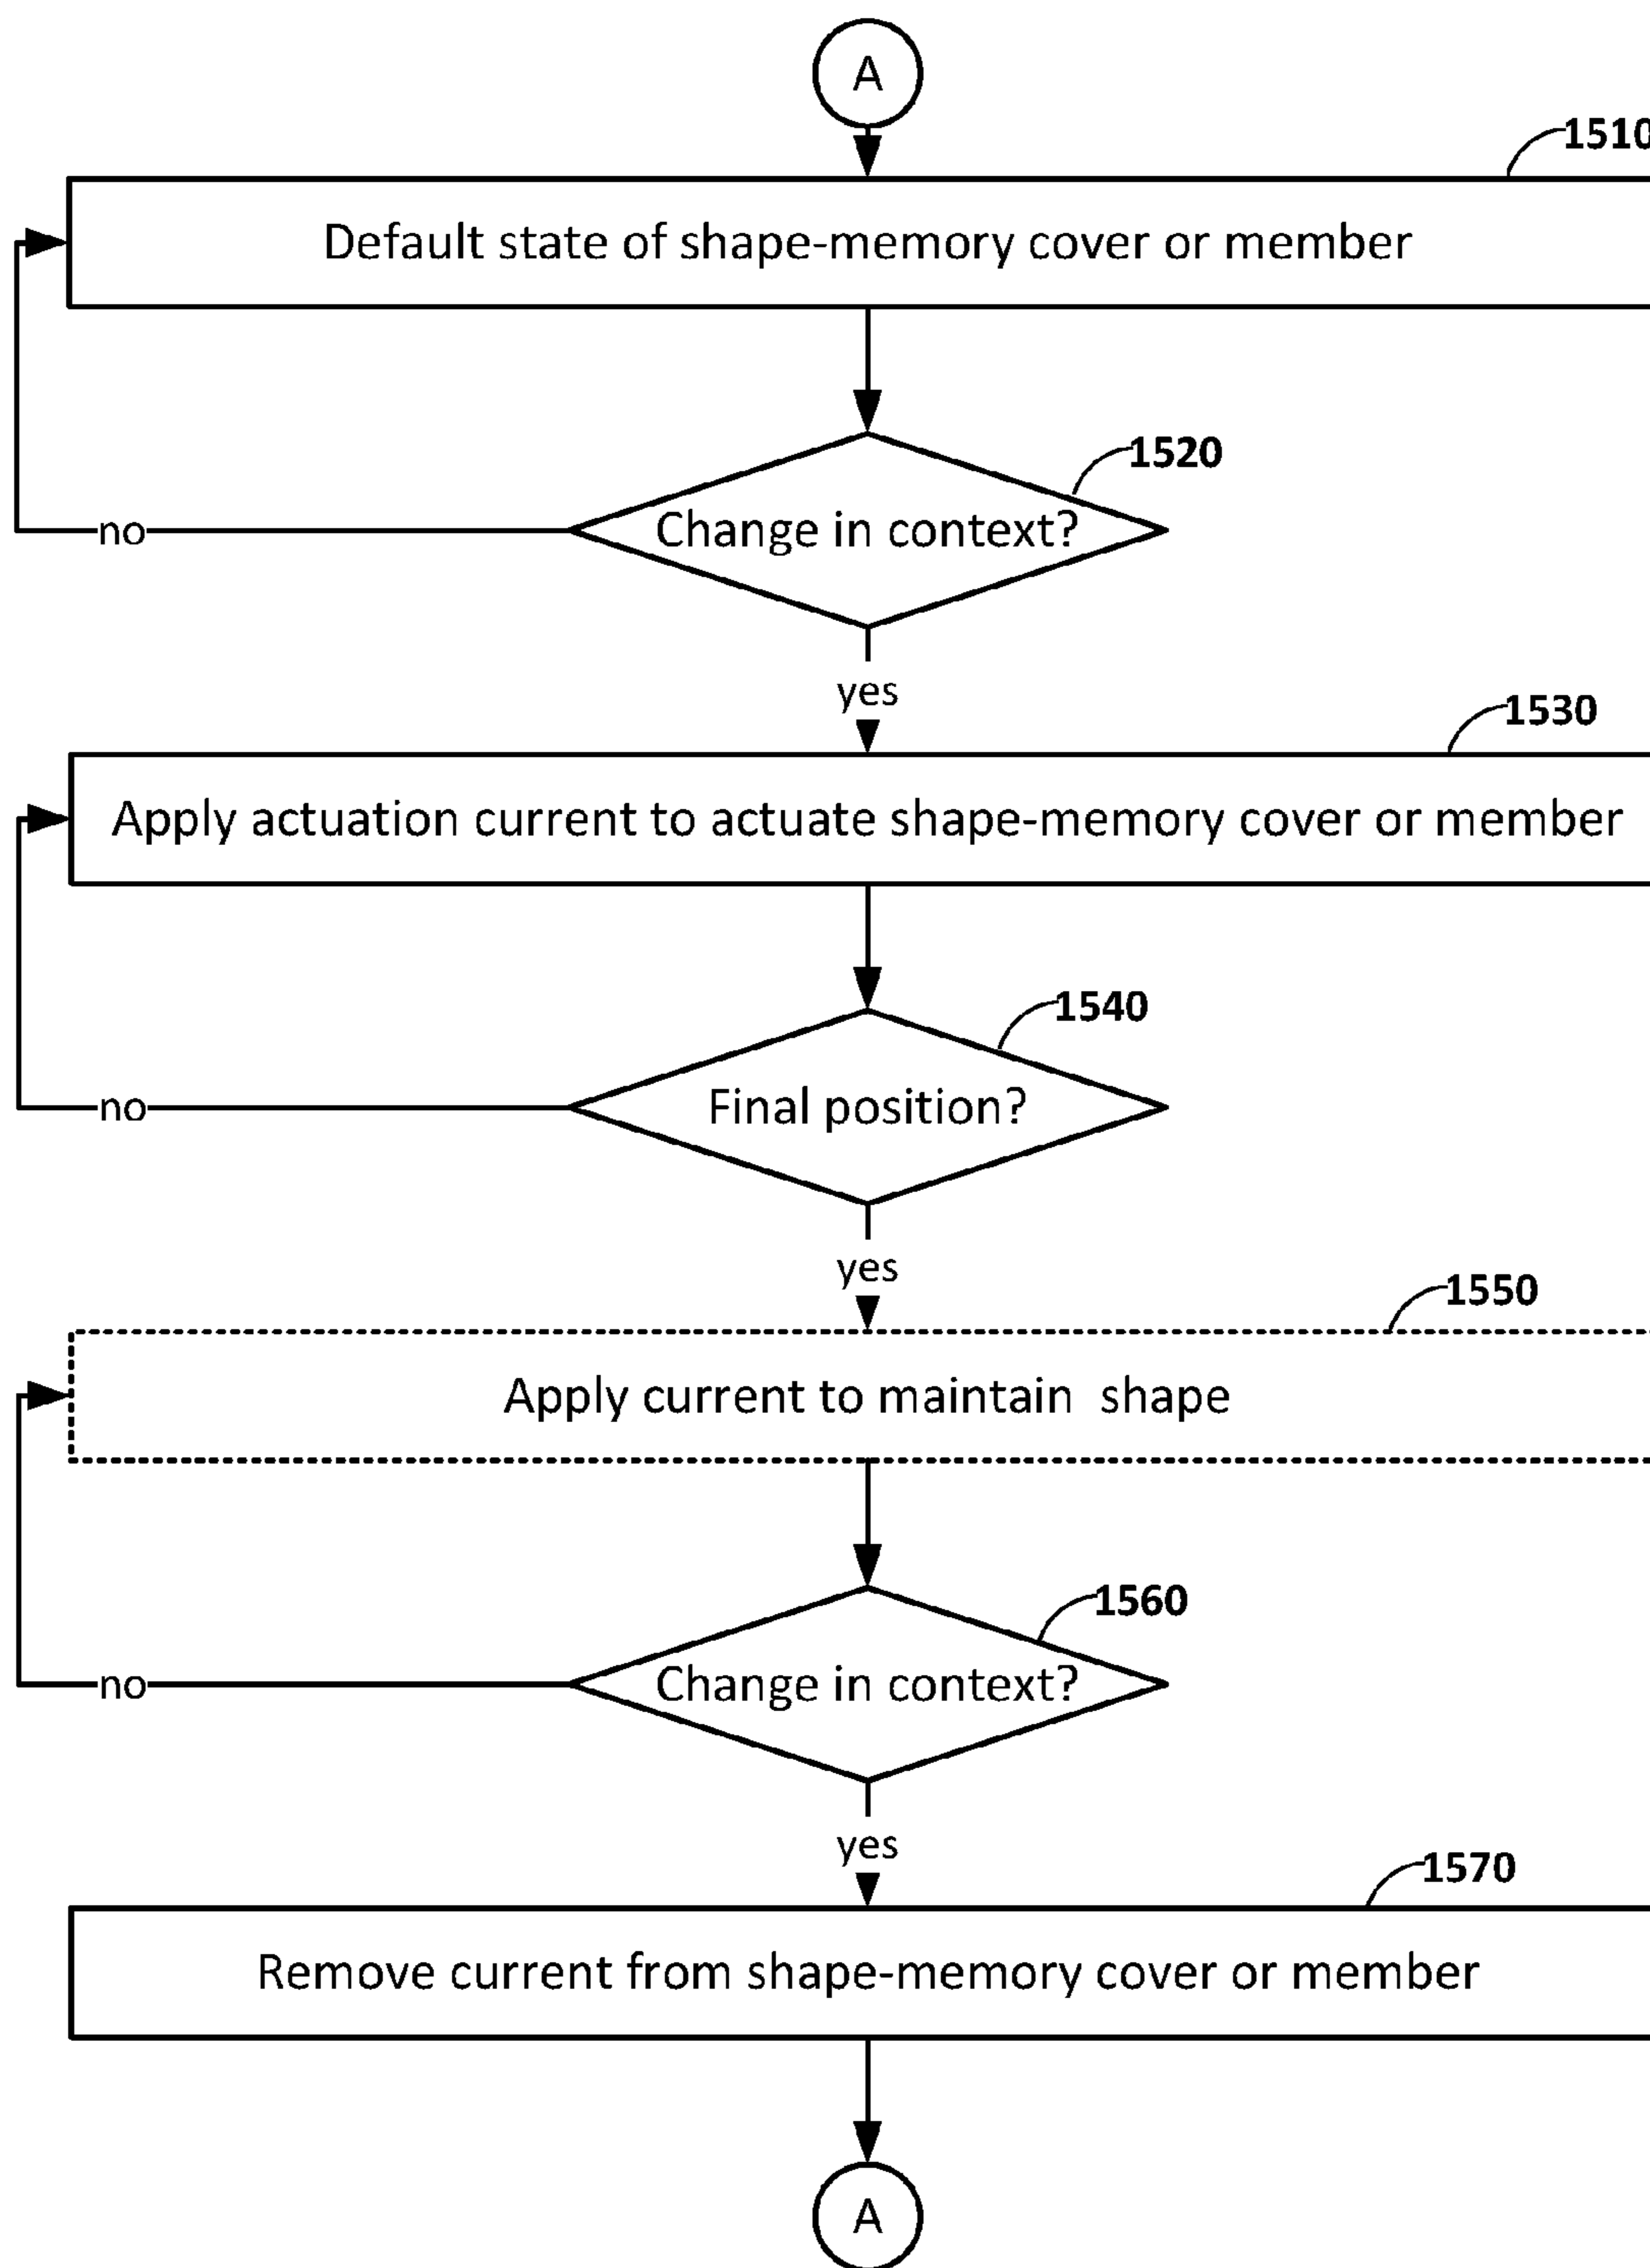 A
1510
Default state of shape-memory cover or member
1520
Change in context?
no
yes
1530
Apply actuation current to actuate shape-memory cover or member
1540
Final position?
no
yes
1550
Apply current to maintain  shape
1560
Change in context?
no
yes
1570
Remove current from shape-memory cover or member
A